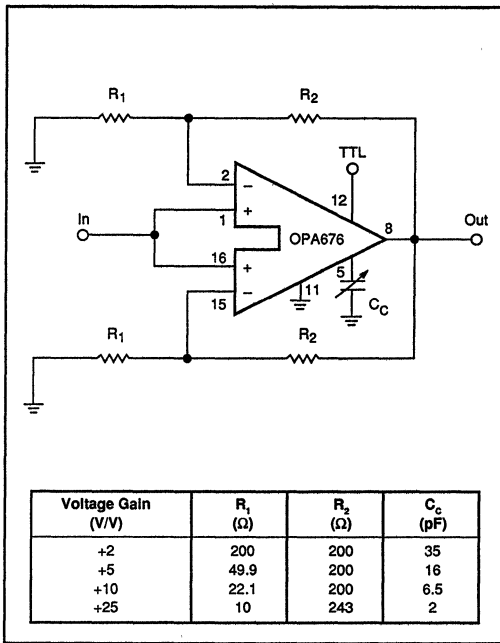 R₁
R₂
TTL
2
−
12
In
+
1
8
Out
OPA676
16
+
5
15
−
11
C_C
R₁
R₂
Voltage Gain (V/V) R₁ (Ω) R₂ (Ω) C_C (pF)
+2 200 200 35
+5 49.9 200 16
+10 22.1 200 6.5
+25 10 243 2